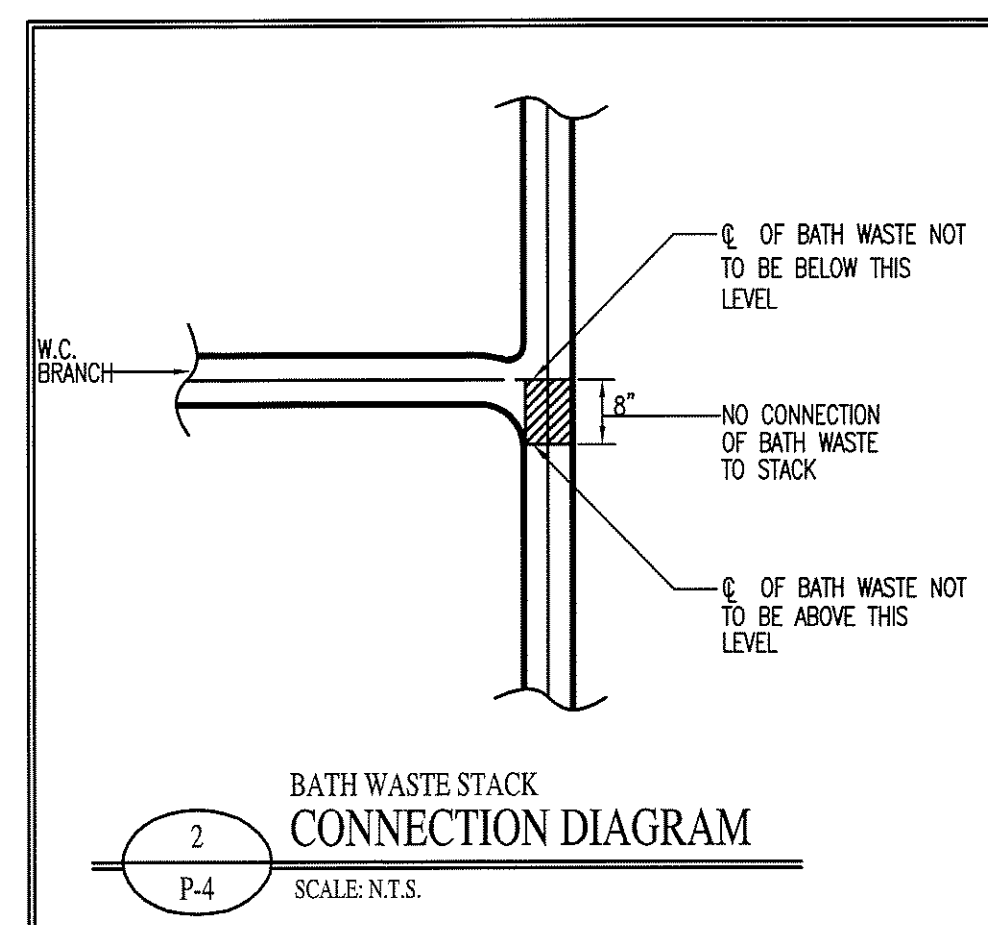 ℄ OF BATH WASTE NOT
TO BE BELOW THIS
LEVEL
W.C.
BRANCH
8"
NO CONNECTION
OF BATH WASTE
TO STACK
℄ OF BATH WASTE NOT
TO BE ABOVE THIS
LEVEL
BATH WASTE STACK
CONNECTION DIAGRAM
2
P-4
SCALE: N.T.S.